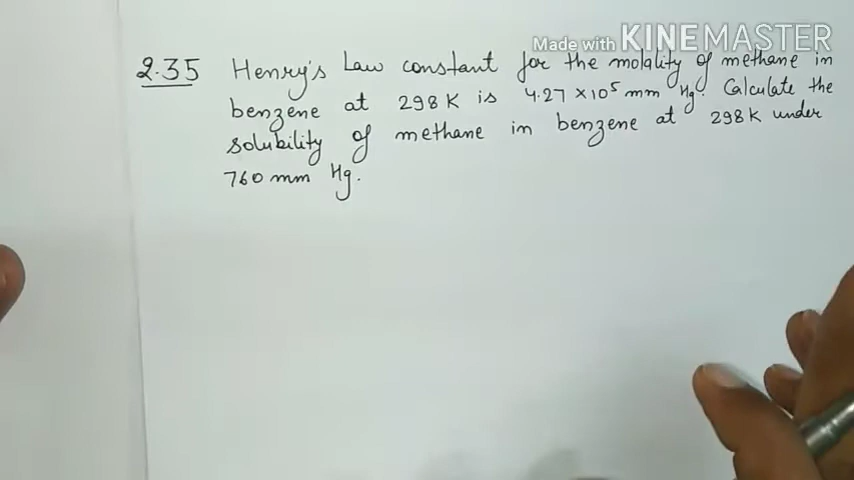 Made with KINEMASTER
2.35 Henry's Law constant for the molality of methane in
benzene at 298 K is 4.27 × 10⁵ mm Hg. Calculate the
solubility of methane in benzene at 298 K under
760 mm Hg.